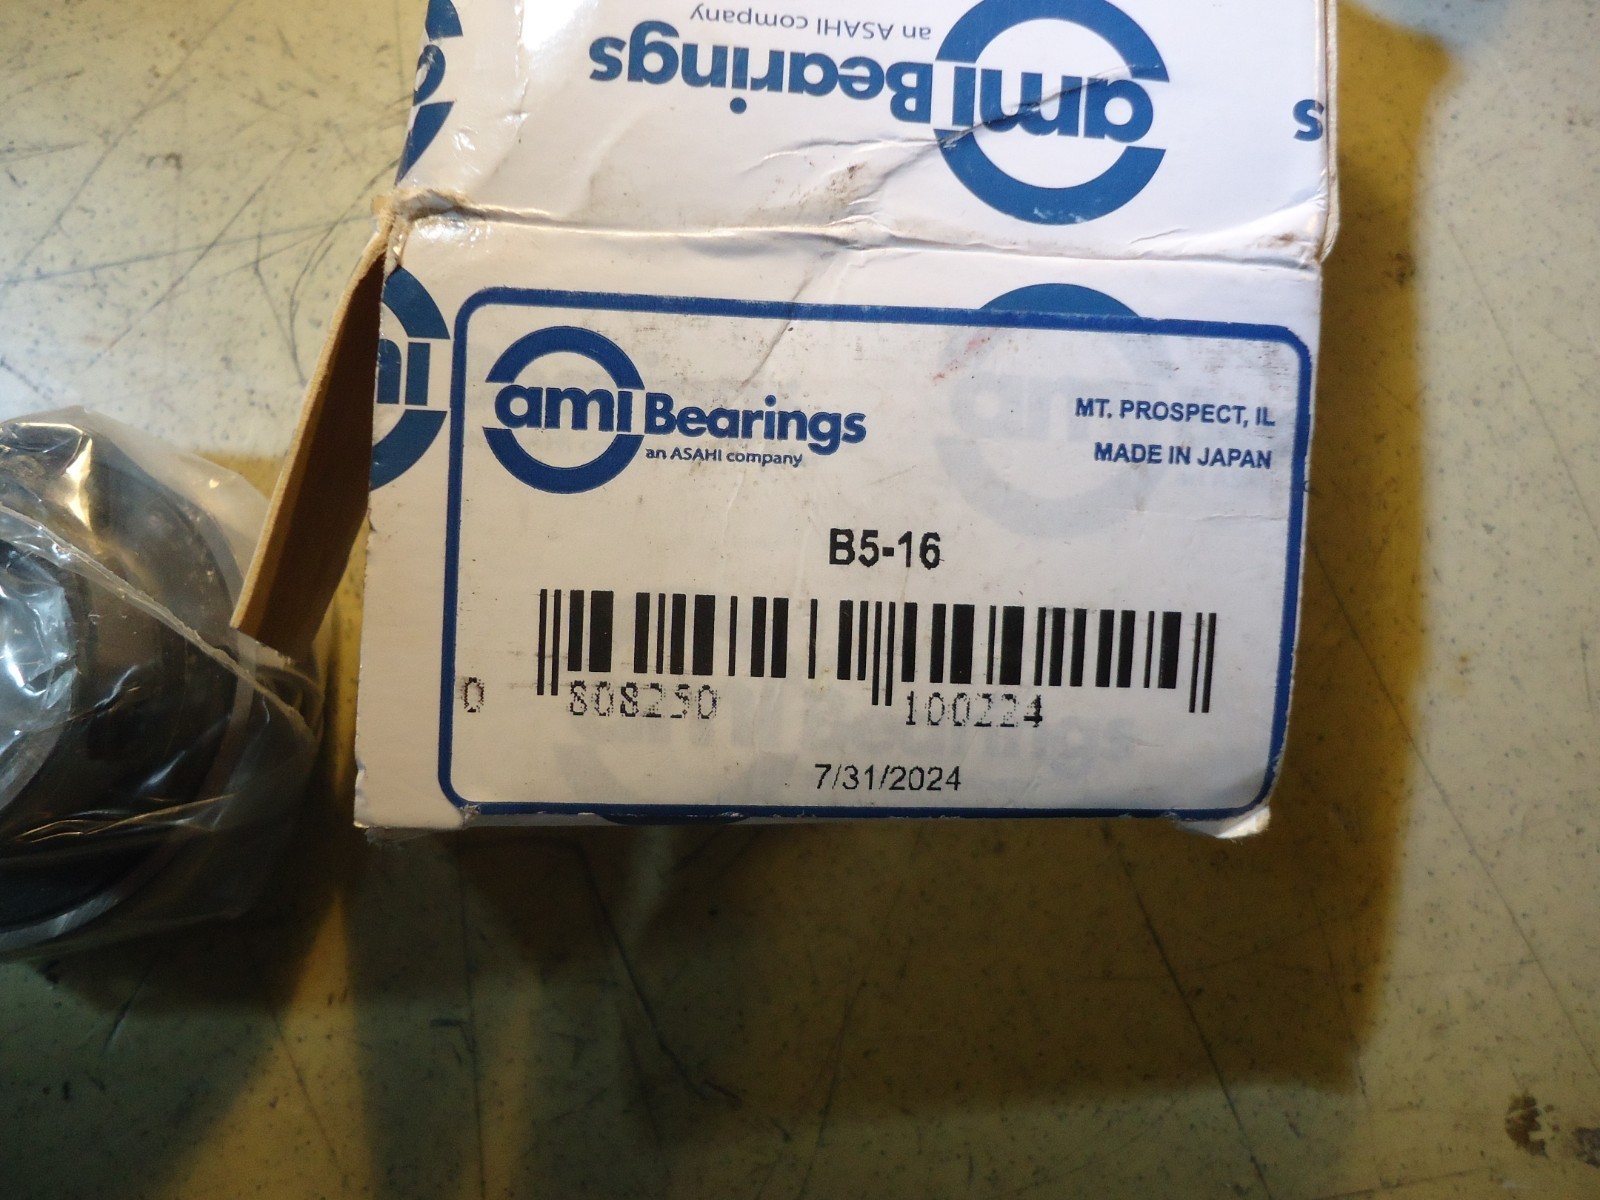 ami Bearings
an ASAHI company
s
ami
ami Bearings
an ASAHI company
MT. PROSPECT, IL
MADE IN JAPAN
B5-16
0 808250 100224
7/31/2024